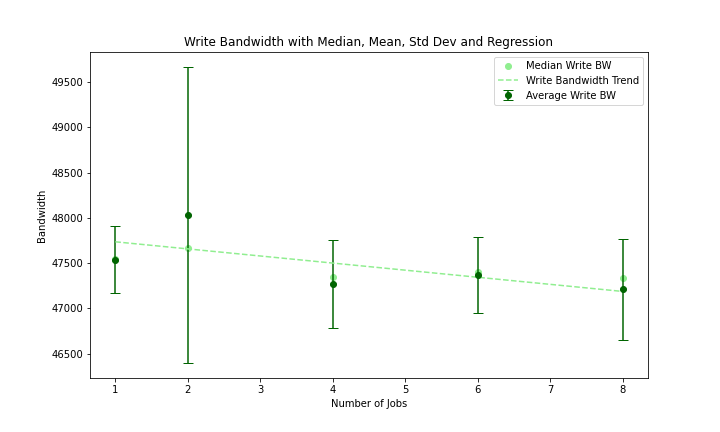 Write Bandwidth with Median, Mean, Std Dev and Regression
Median Write BW
Write Bandwidth Trend
Average Write BW
49500
49000
48500
48000
47500
47000
46500
Bandwidth
1 2 3 4 5 6 7 8
Number of Jobs